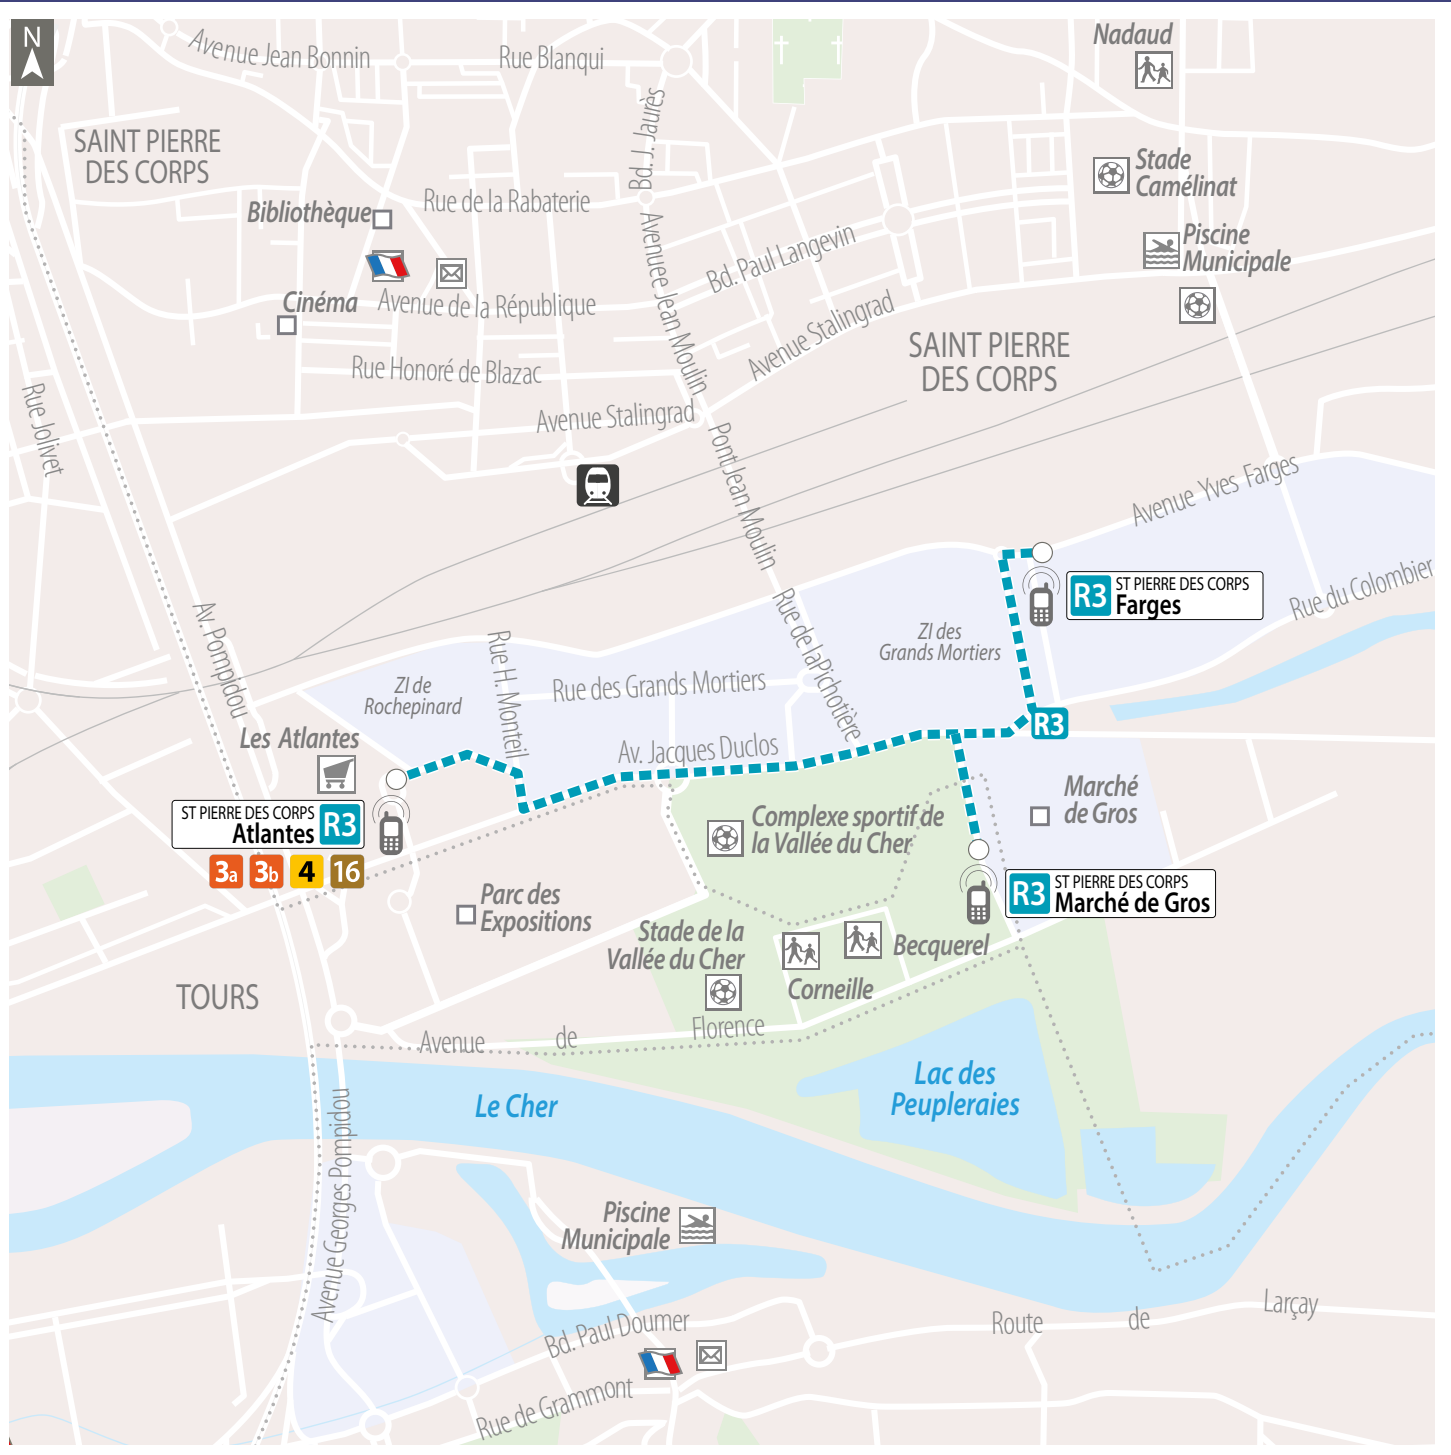 N
Avenue Jean Bonnin
Rue Blanqui
Nadaud
Bd. J. Jaurès
SAINT PIERRE
DES CORPS
Stade
Camélinat
Rue de la Rabaterie
Bibliothèque
Avenuee Jean Moulin
Bd. Paul Langevin
Piscine
Municipale
Cinéma
Avenue de la République
Avenue Stalingrad
SAINT PIERRE
DES CORPS
Rue Honoré de Blazac
Rue Jolivet
Avenue Stalingrad
Pont Jean Moulin
Avenue Yves Farges
R3
ST PIERRE DES CORPS
Farges
Rue du Colombier
Av. Pompidou
Rue H. Monteil
Rue de laPichotière
ZI des
Grands Mortiers
ZI de
Rochepinard
Rue des Grands Mortiers
R3
Les Atlantes
Av. Jacques Duclos
Marché
de Gros
ST PIERRE DES CORPS
Atlantes
R3
3a
3b
4
16
Complexe sportif de
la Vallée du Cher
R3
ST PIERRE DES CORPS
Marché de Gros
Parc des
Expositions
Stade de la
Vallée du Cher
Becquerel
Corneille
TOURS
Avenue de Florence
Lac des
Peupleraies
Le Cher
Avenue Georges Pompidou
Piscine
Municipale
Bd. Paul Doumer
Route de Larçay
Rue de Grammont